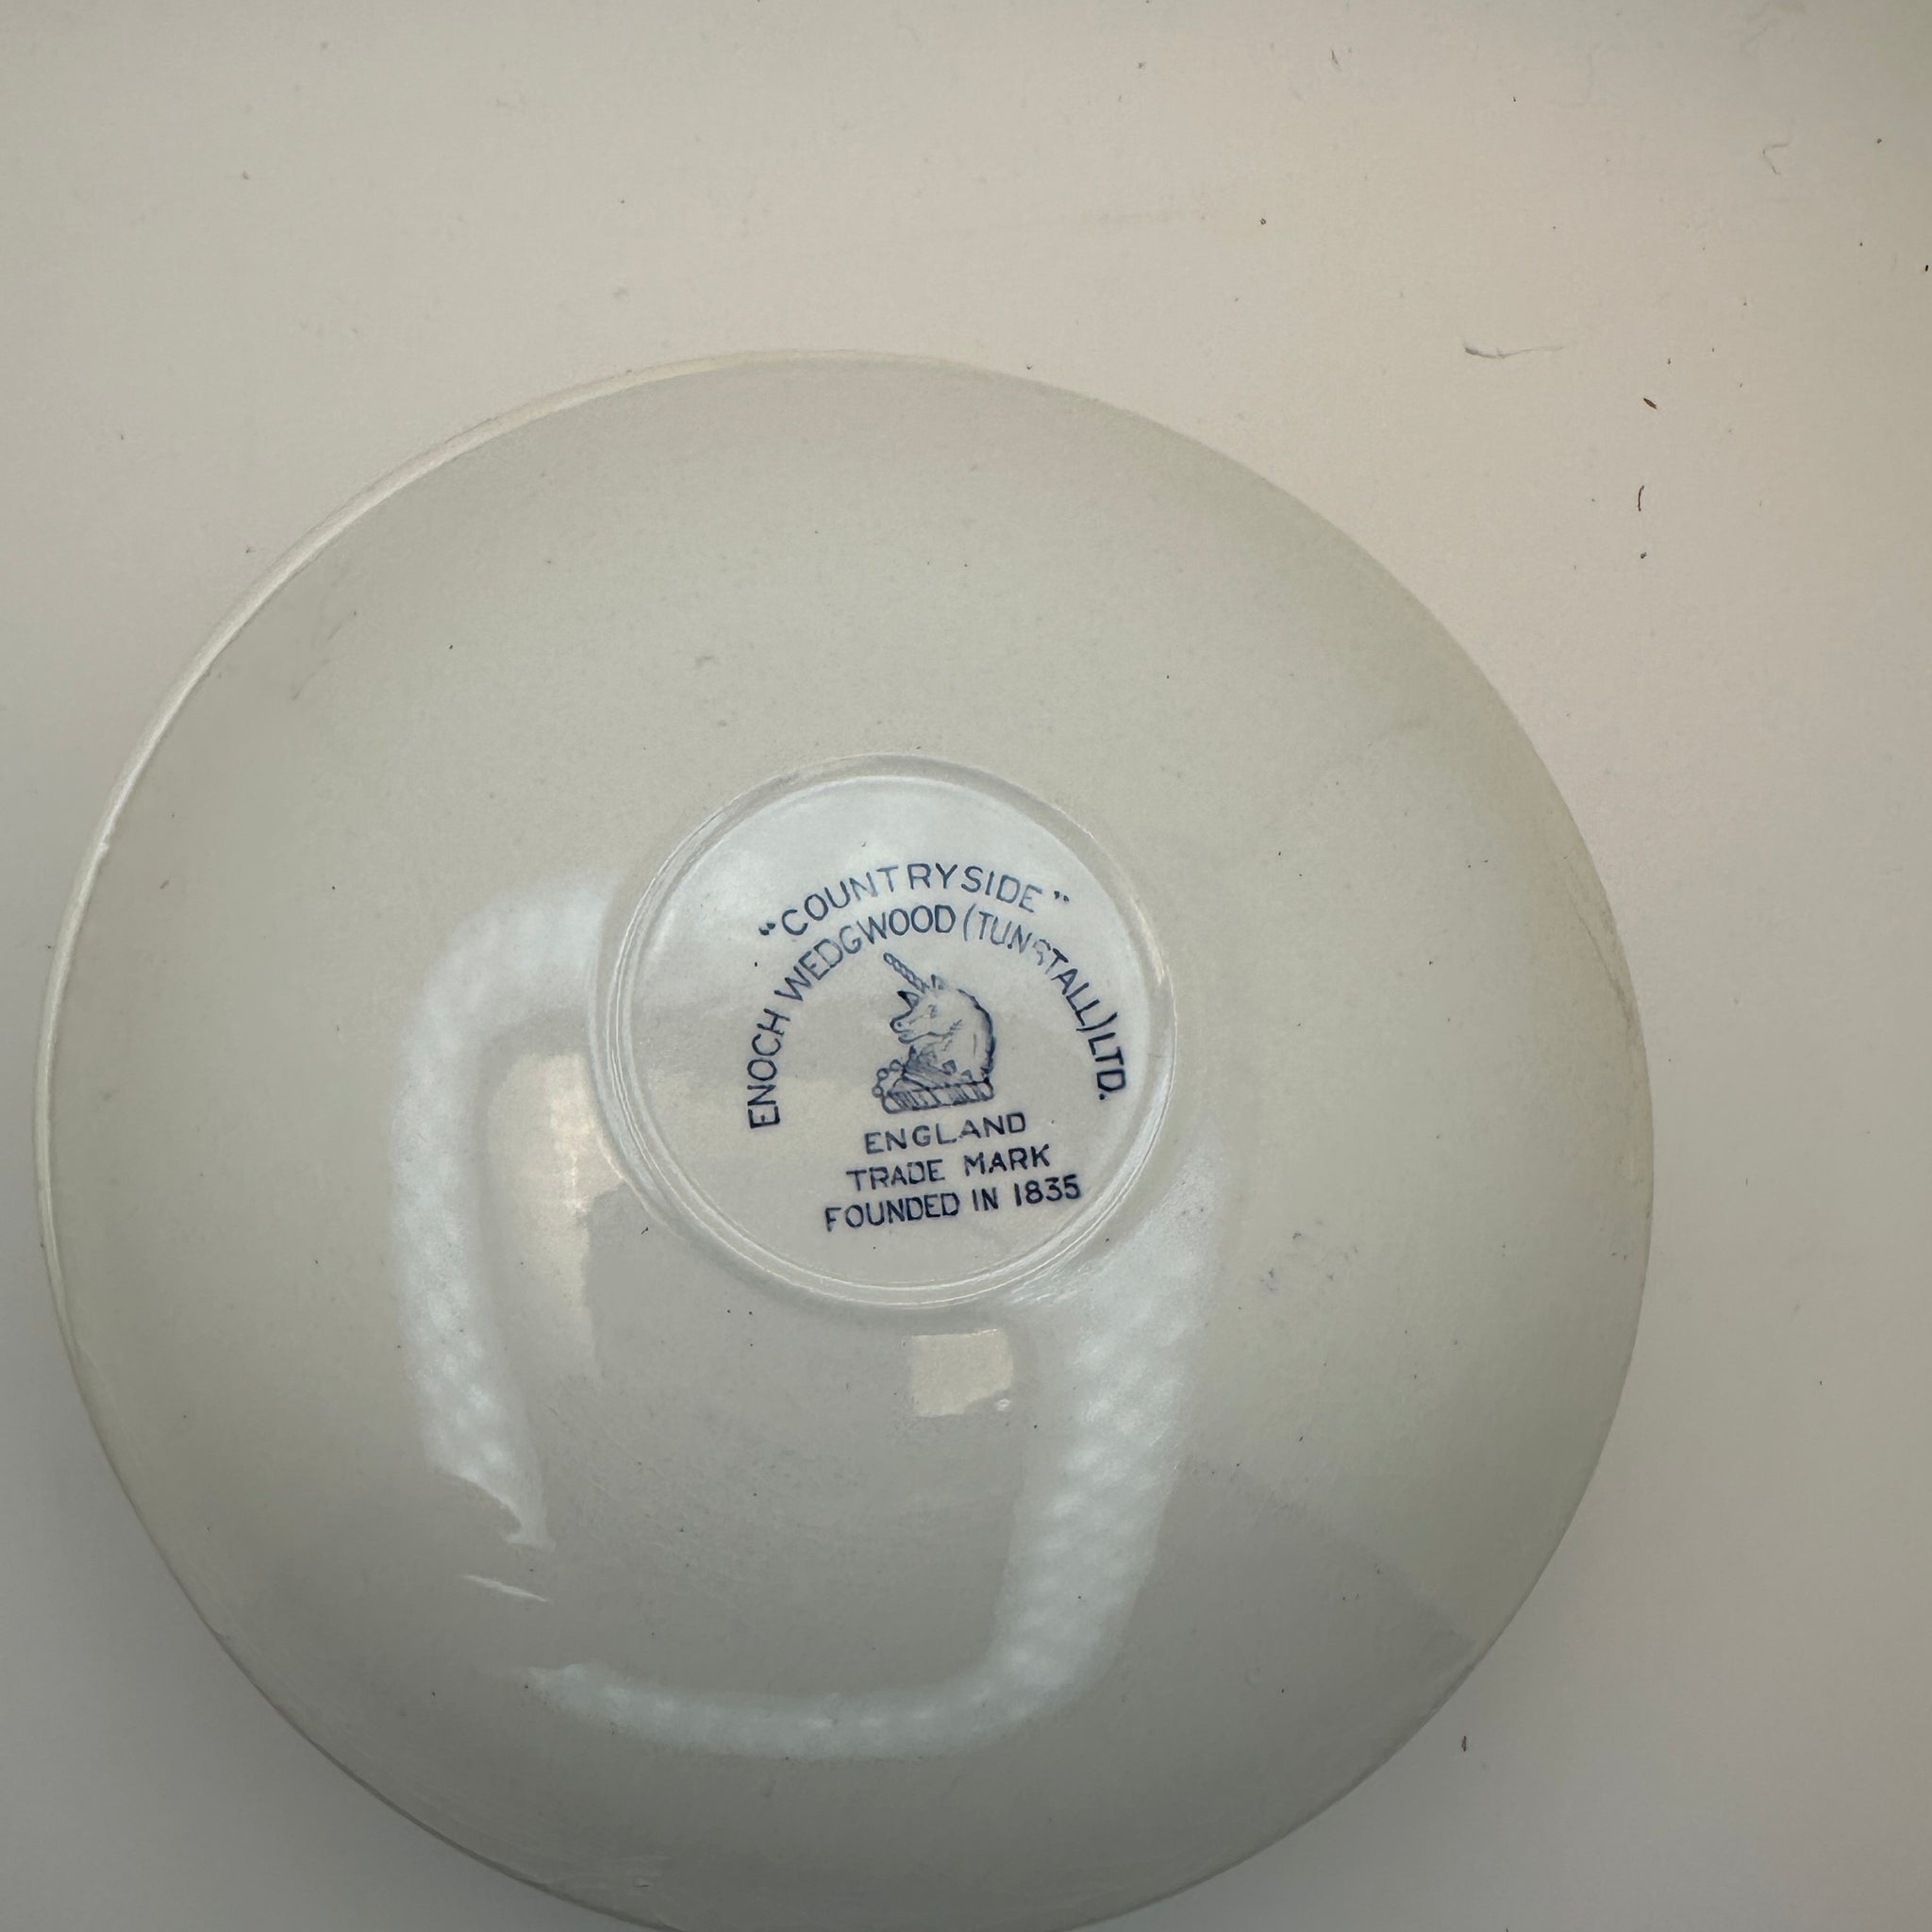 "COUNTRYSIDE"
ENOCH WEDGWOOD (TUNSTALL) LTD.
ENGLAND
TRADE MARK
FOUNDED IN 1835